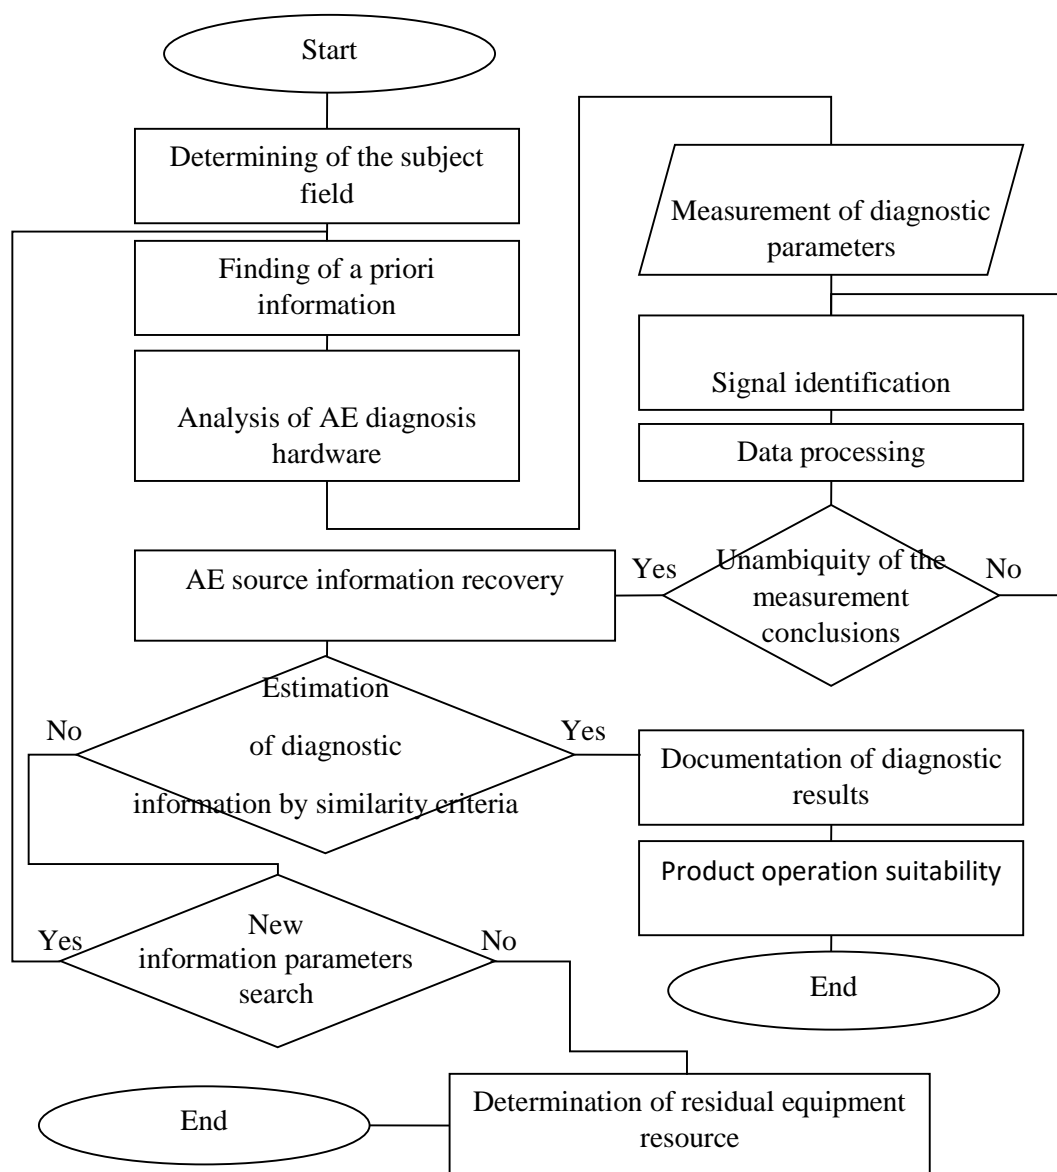 Start
Determining of the subject
field
Finding of a priori
information
Analysis of AE diagnosis
hardware
Measurement of diagnostic
parameters
Signal identification
Data processing
Unambiquity of the
measurement
conclusions
Yes
No
AE source information recovery
Estimation
of diagnostic
information by similarity criteria
No
Yes
Documentation of diagnostic
results
Product operation suitability
End
New
information parameters
search
Yes
No
Determination of residual equipment
resource
End